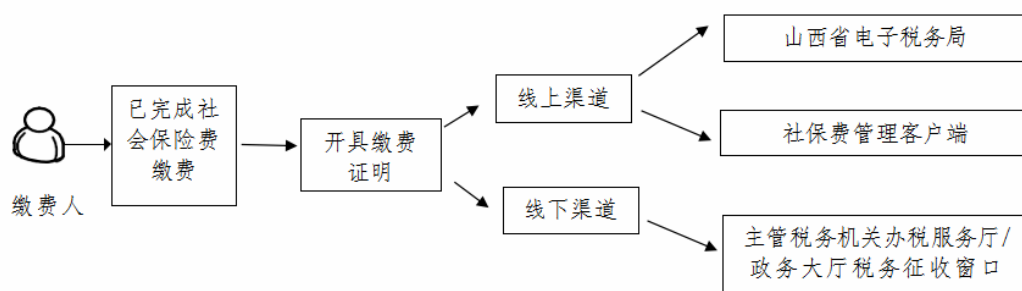 缴费人
已完成社
会保险费
缴费
开具缴费
证明
线上渠道
山西省电子税务局
社保费管理客户端
线下渠道
主管税务机关办税服务厅/
政务大厅税务征收窗口